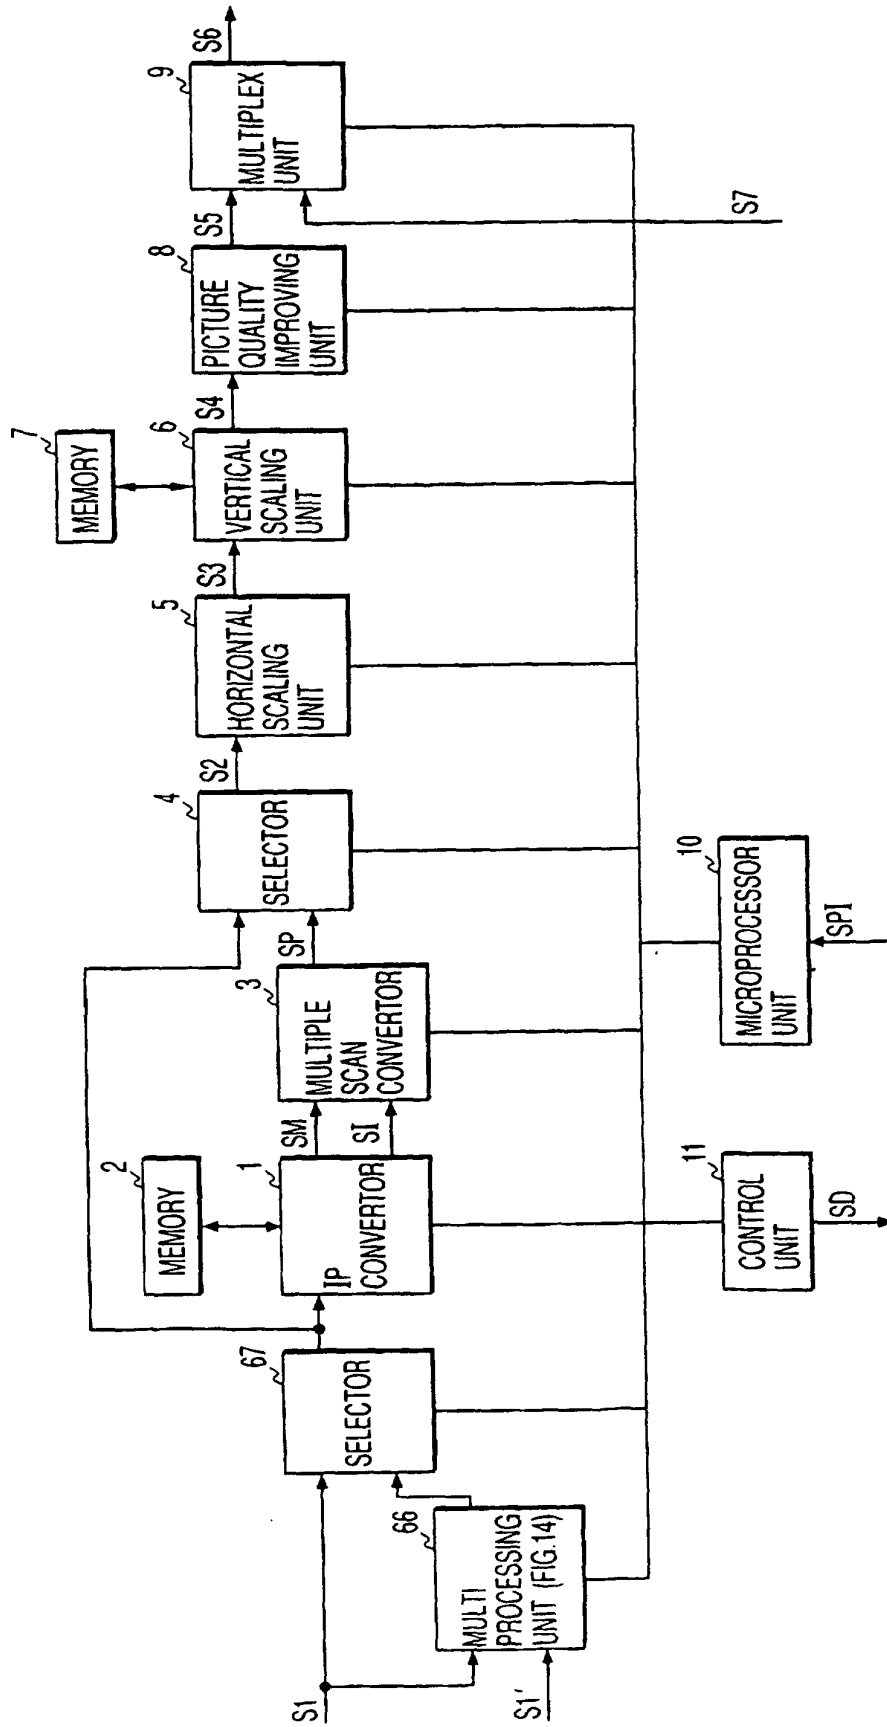 S1
S1'
66
MULTI
PROCESSING
UNIT (FIG.14)
67
SELECTOR
2
MEMORY
1
IP
CONVERTOR
SM
SI
3
MULTIPLE
SCAN
CONVERTOR
SP
4
SELECTOR
S2
5
HORIZONTAL
SCALING
UNIT
S3
7
MEMORY
6
VERTICAL
SCALING
UNIT
S4
8
PICTURE
QUALITY
IMPROVING
UNIT
S5
9
MULTIPLEX
UNIT
S6
S7
11
CONTROL
UNIT
SD
10
MICROPROCESSOR
UNIT
SPI